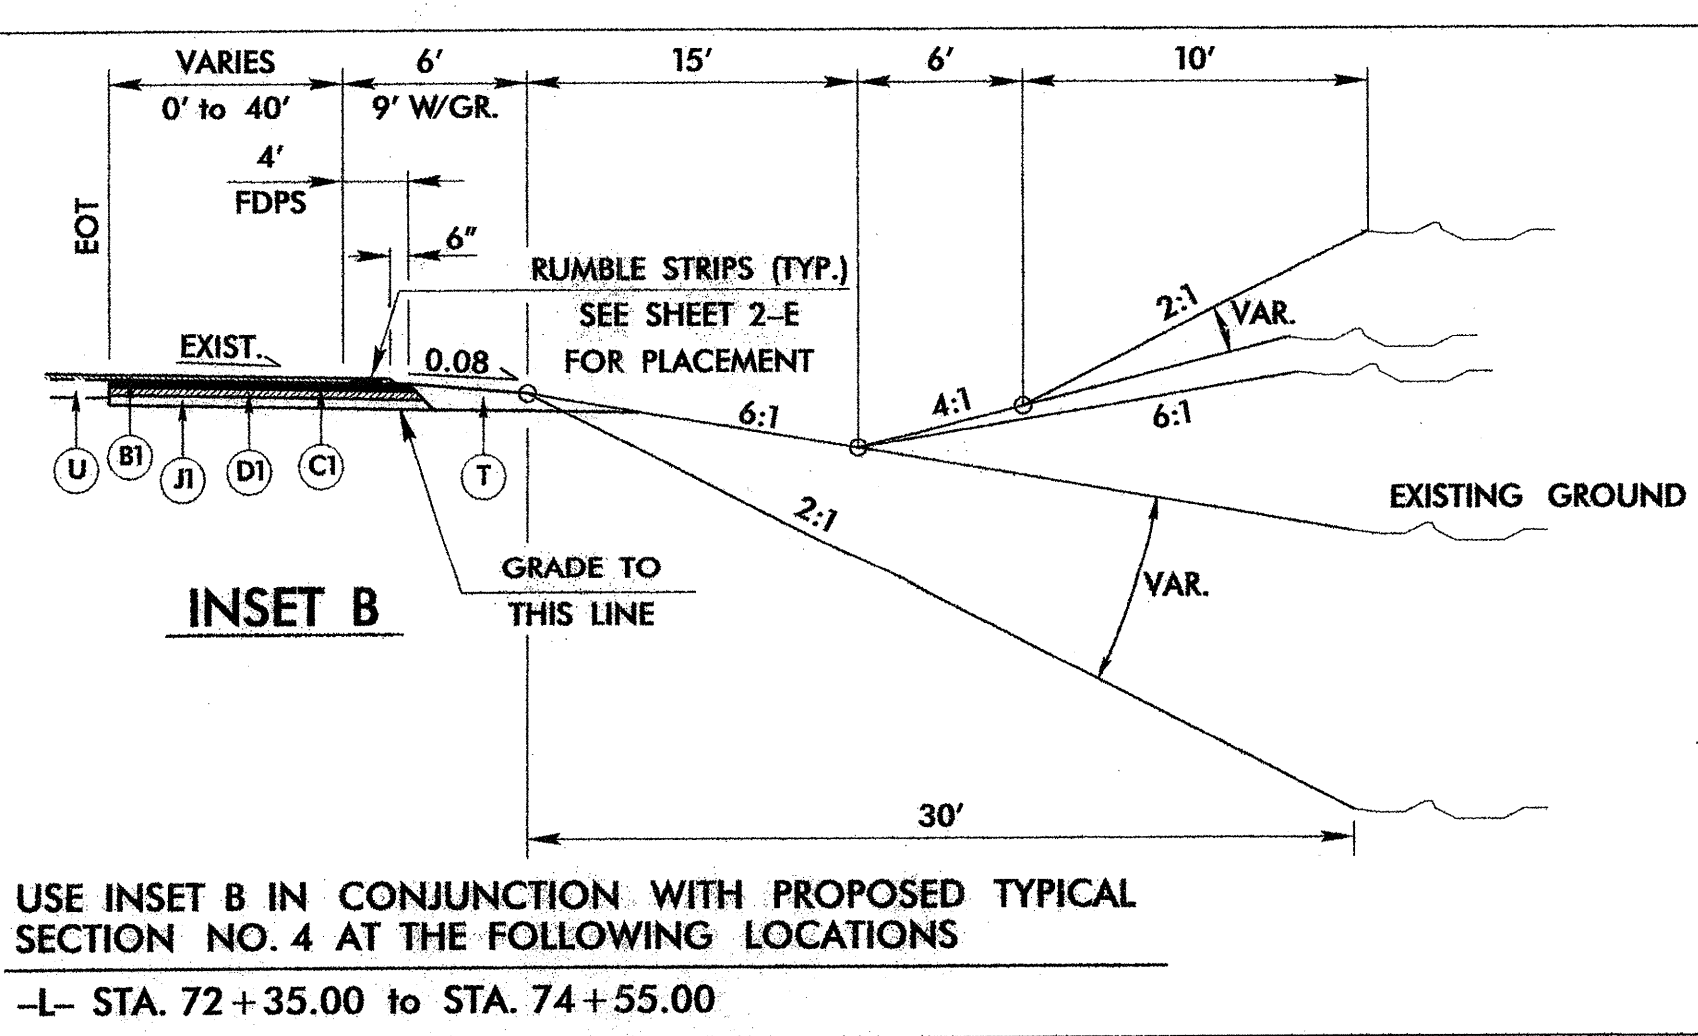 VARIES
0' to 40'
6'
9' W/GR.
15'
6'
10'
4'
FDPS
EOT
6"
RUMBLE STRIPS (TYP.)
SEE SHEET 2-E
FOR PLACEMENT
EXIST.
0.08
2:1
VAR.
4:1
6:1
6:1
U
B1
J1
D1
C1
T
2:1
EXISTING GROUND
VAR.
GRADE TO
THIS LINE
INSET B
30'
USE INSET B IN CONJUNCTION WITH PROPOSED TYPICAL
SECTION NO. 4 AT THE FOLLOWING LOCATIONS
-L- STA. 72+35.00 to STA. 74+55.00